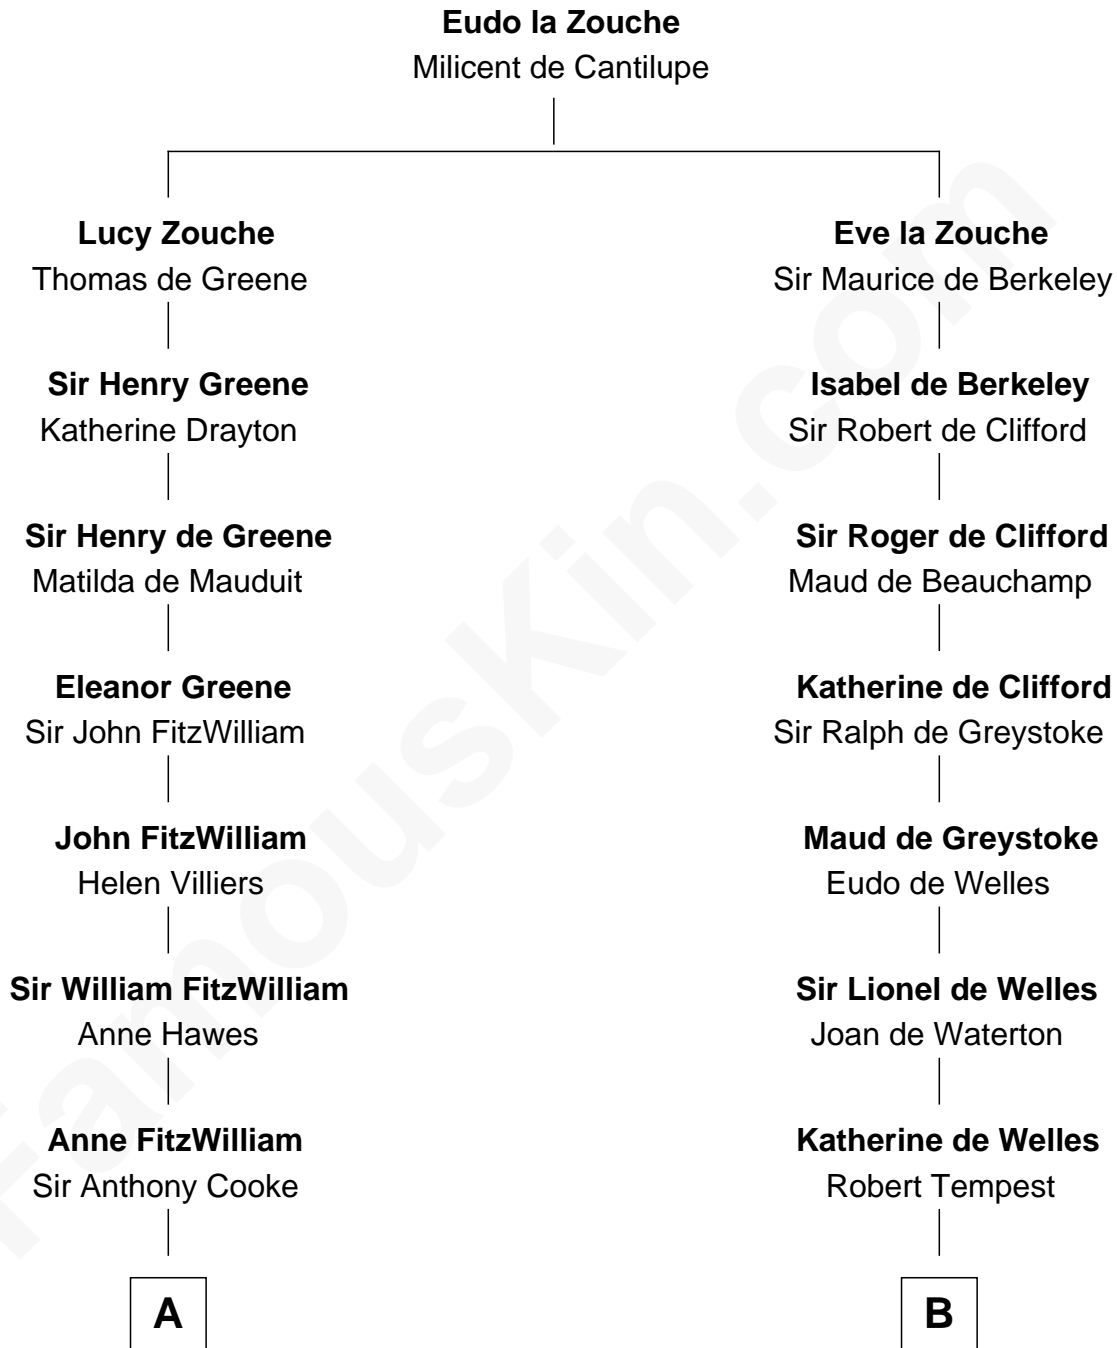 Eudo la Zouche
Milicent de Cantilupe
Lucy Zouche
Thomas de Greene
Eve la Zouche
Sir Maurice de Berkeley
Sir Henry Greene
Katherine Drayton
Isabel de Berkeley
Sir Robert de Clifford
Sir Henry de Greene
Matilda de Mauduit
Sir Roger de Clifford
Maud de Beauchamp
Eleanor Greene
Sir John FitzWilliam
Katherine de Clifford
Sir Ralph de Greystoke
John FitzWilliam
Helen Villiers
Maud de Greystoke
Eudo de Welles
Sir William FitzWilliam
Anne Hawes
Sir Lionel de Welles
Joan de Waterton
Anne FitzWilliam
Sir Anthony Cooke
Katherine de Welles
Robert Tempest
A
B
FamousKin.com